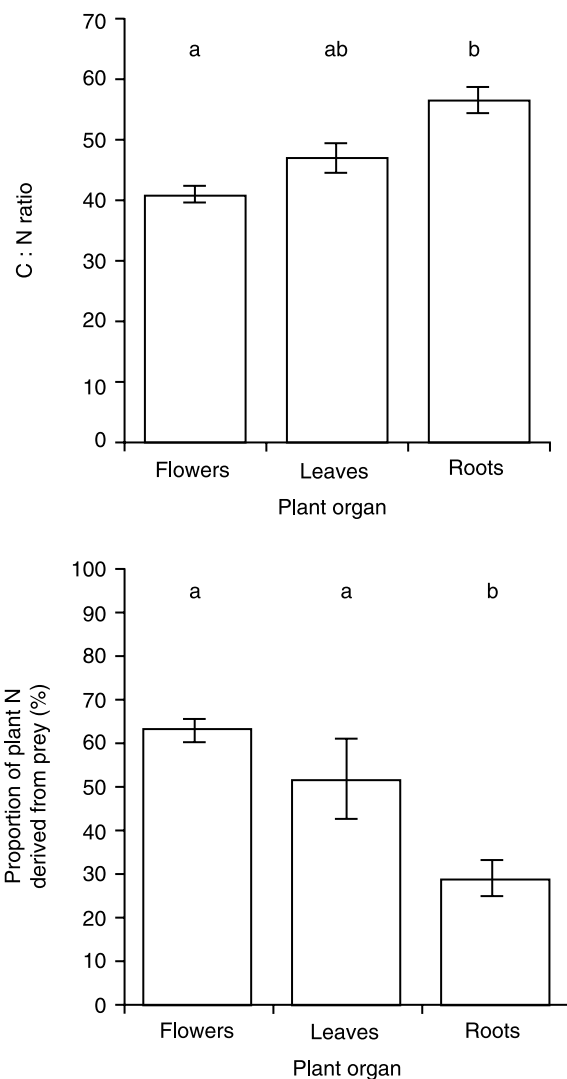 70
60
50
40
30
20
10
0
C : N ratio
a ab b
Flowers Leaves Roots
Plant organ
100
90
80
70
60
50
40
30
20
10
0
Proportion of plant N
derived from prey (%)
a a b
Flowers Leaves Roots
Plant organ